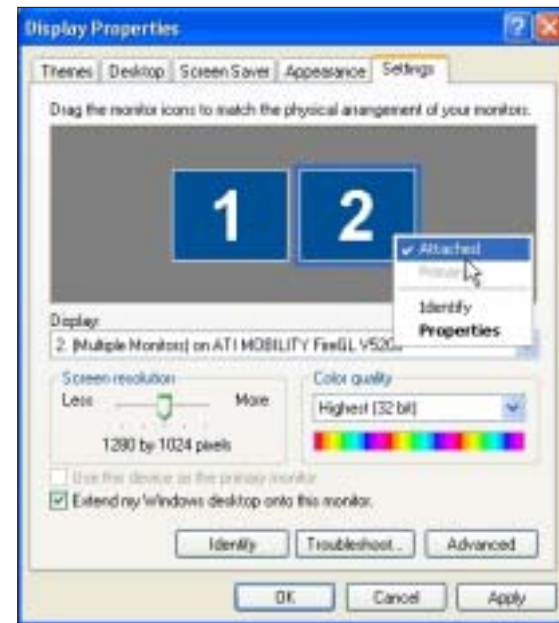 Display Properties
Themes Desktop Screen Saver Appearance Settings
Drag the monitor icons to match the physical arrangement of your monitors.
1 2
Attached
Primary
Identify
Properties
Display:
2. (Multiple Monitors) on ATI MOBILITY FireGL V520
Screen resolution
Less More
1280 by 1024 pixels
Color quality
Highest (32 bit)
Use this device as the primary monitor
Extend my Windows desktop onto this monitor.
Identify Troubleshoot... Advanced
OK Cancel Apply